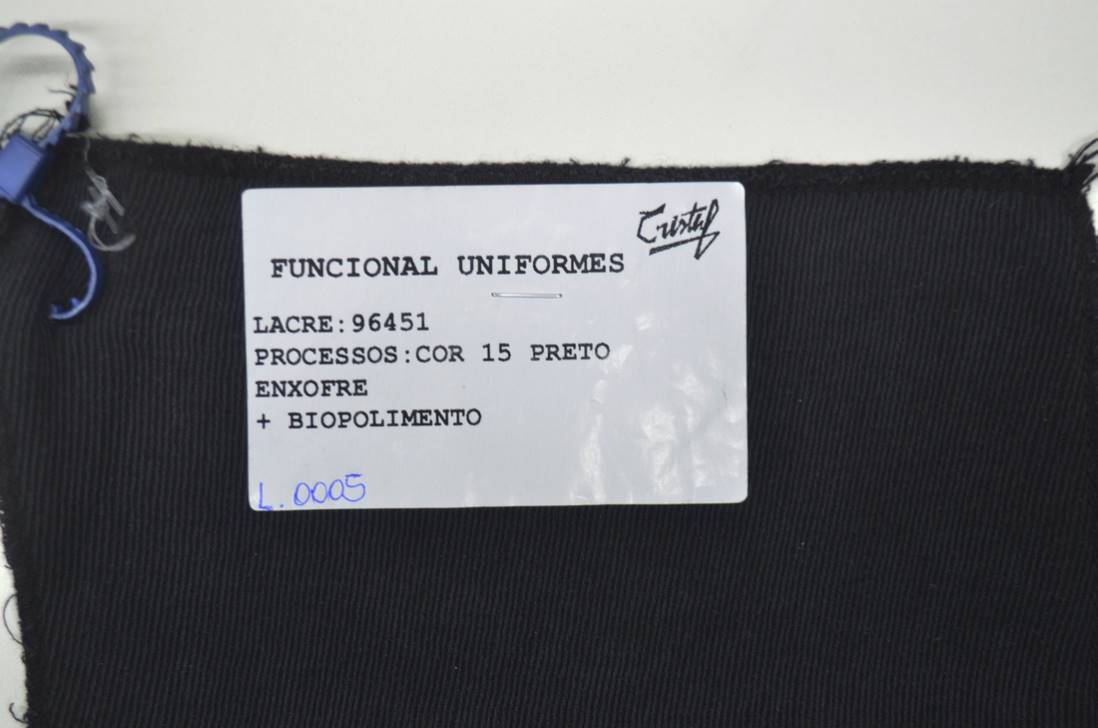 Cristal
FUNCIONAL UNIFORMES
LACRE:96451
PROCESSOS:COR 15 PRETO
ENXOFRE
+ BIOPOLIMENTO
L.0005